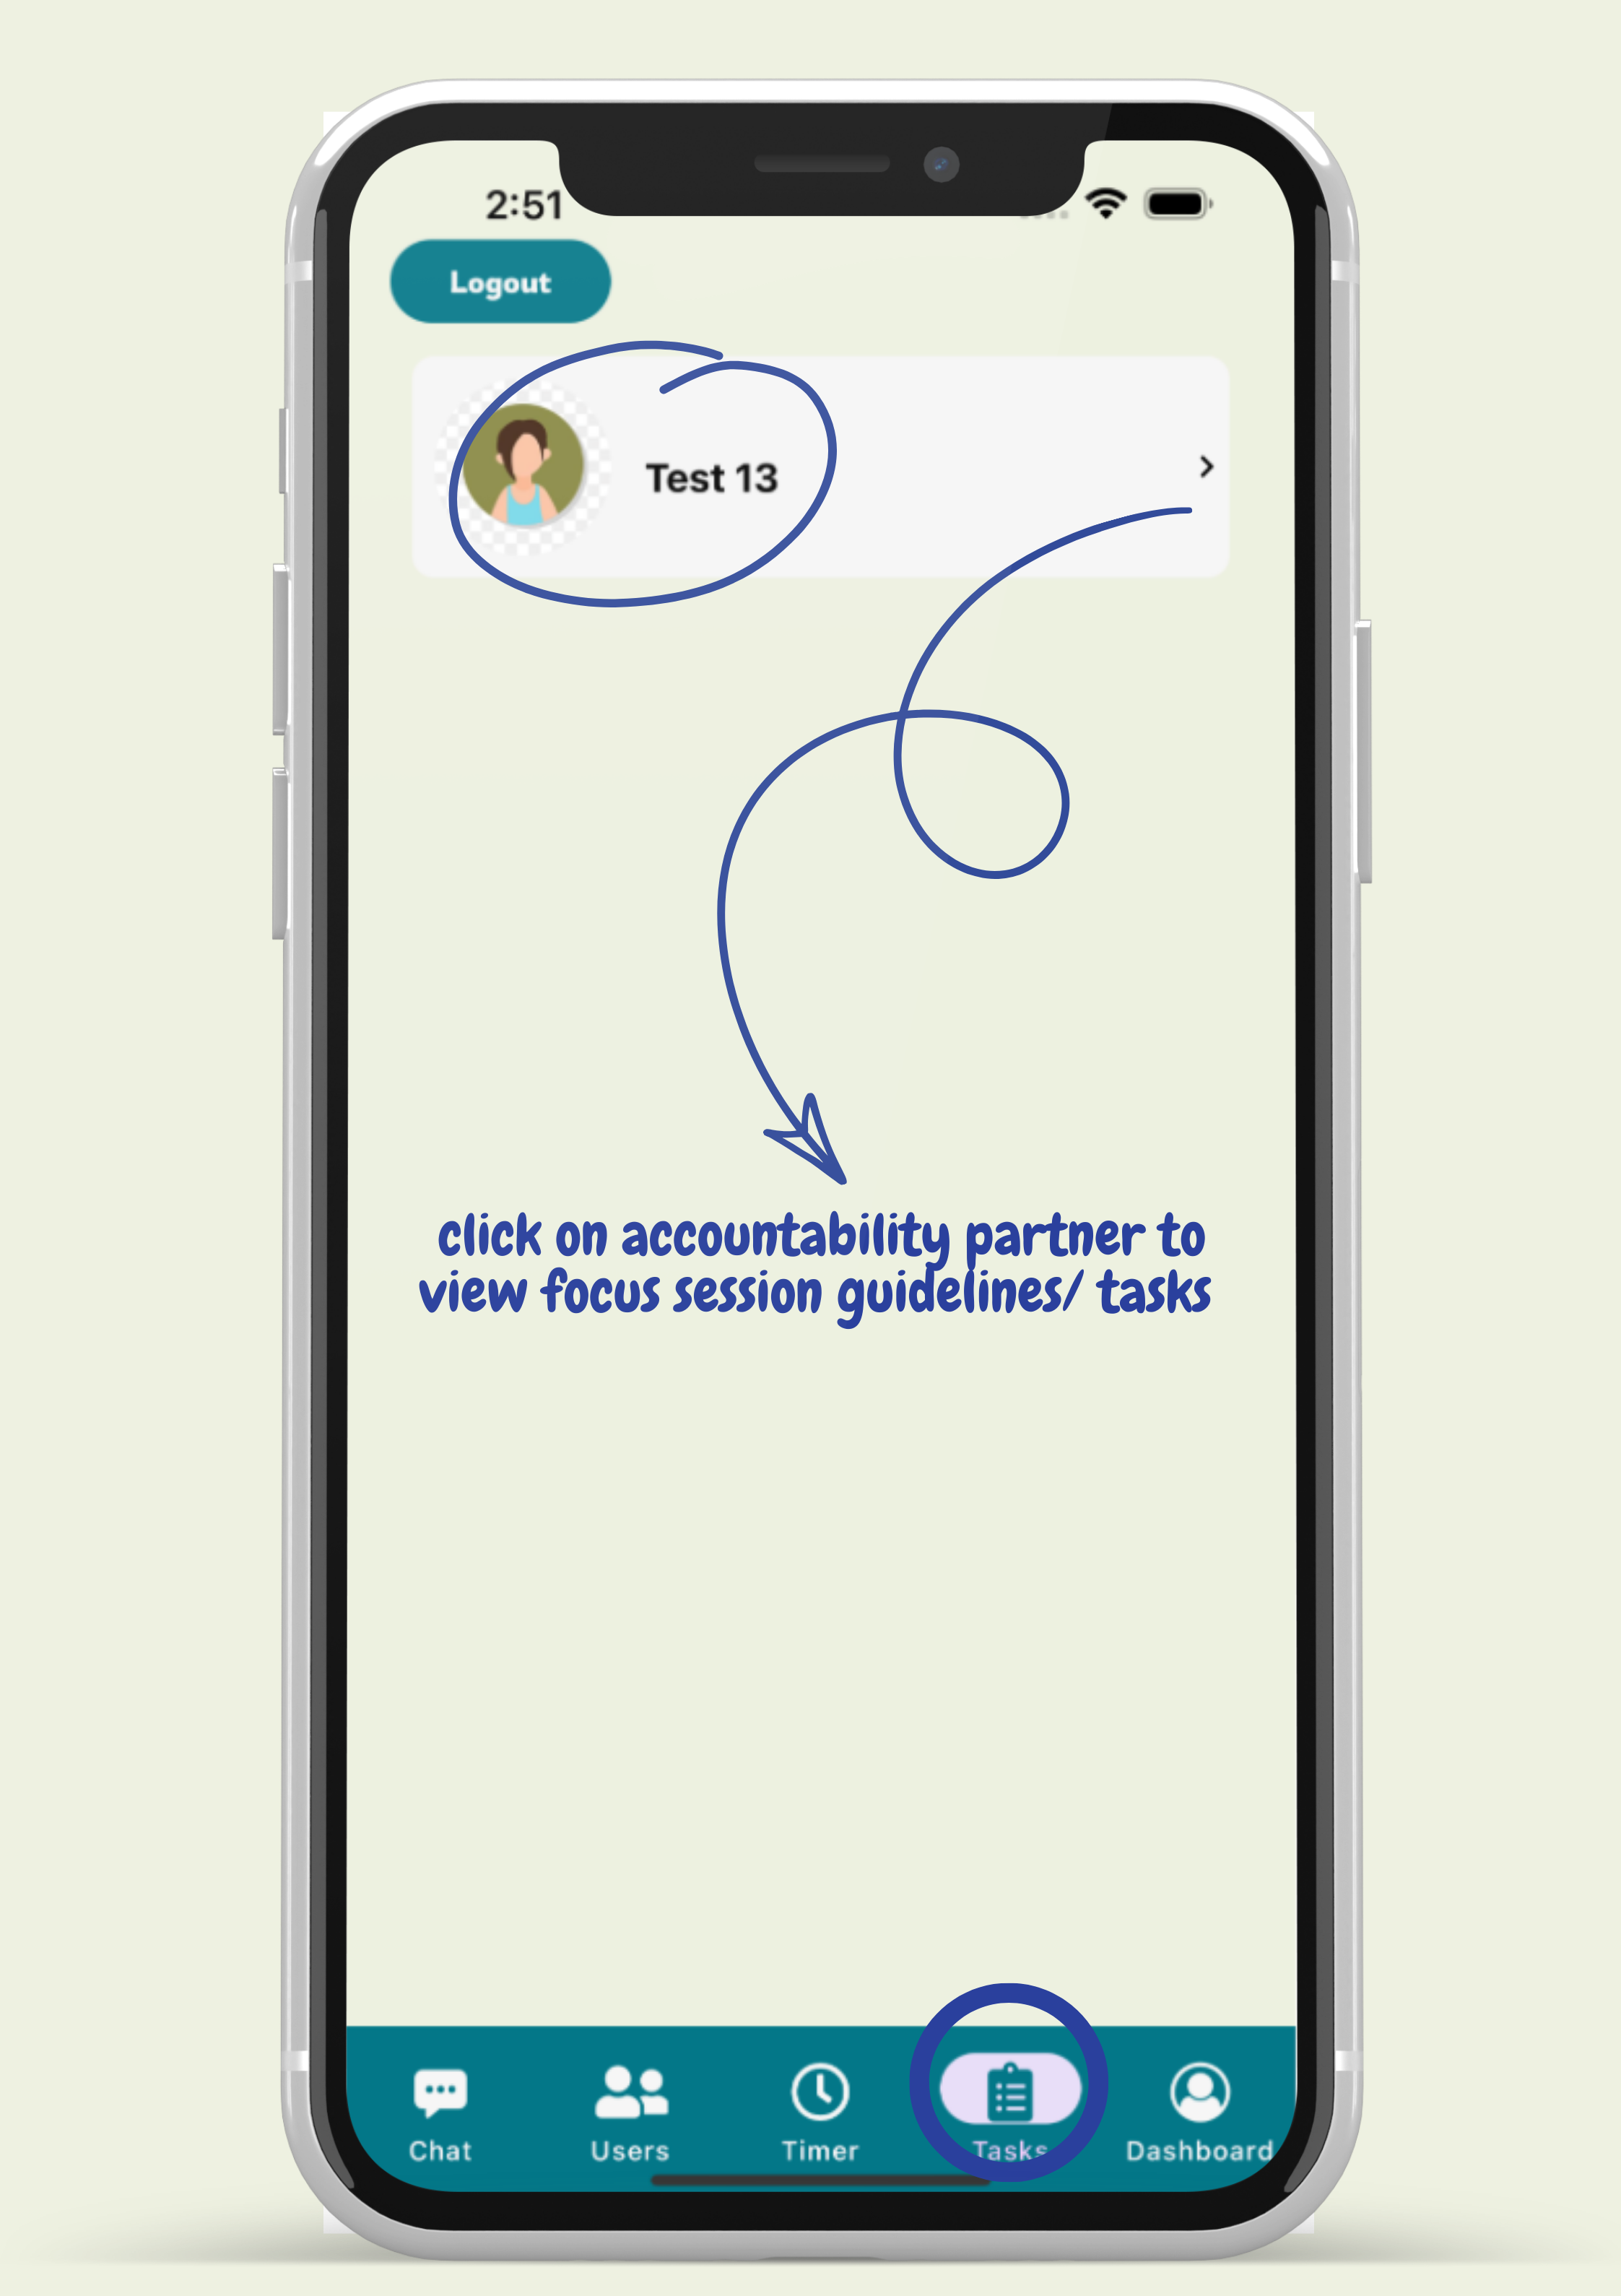 2:51
Logout
Test 13
click on accountability partner to
view focus session guidelines/ tasks
Chat Users Timer Tasks Dashboard